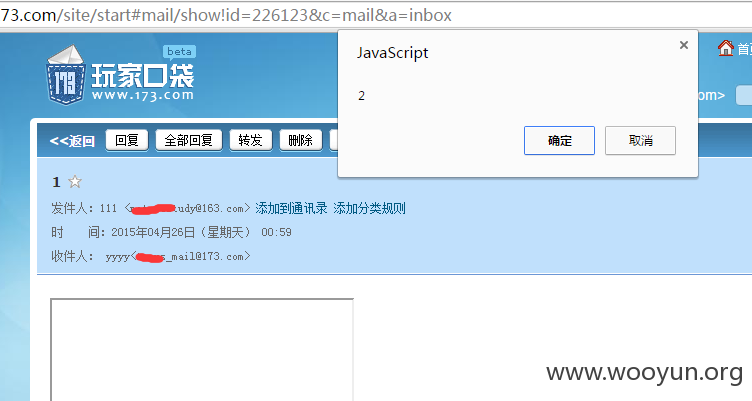 73.com/site/start#mail/show!id=226123&c=mail&a=inbox
JavaScript
×
2
确定
取消
beta
173
玩家口袋
www.173.com
首页
om>
<<返回
回复
全部回复
转发
删除
1
发件人: 111 < udy@163.com> 添加到通讯录 添加分类规则
时 间: 2015年04月26日（星期天） 00:59
收件人: yyyy< _mail@173.com>
www.wooyun.org